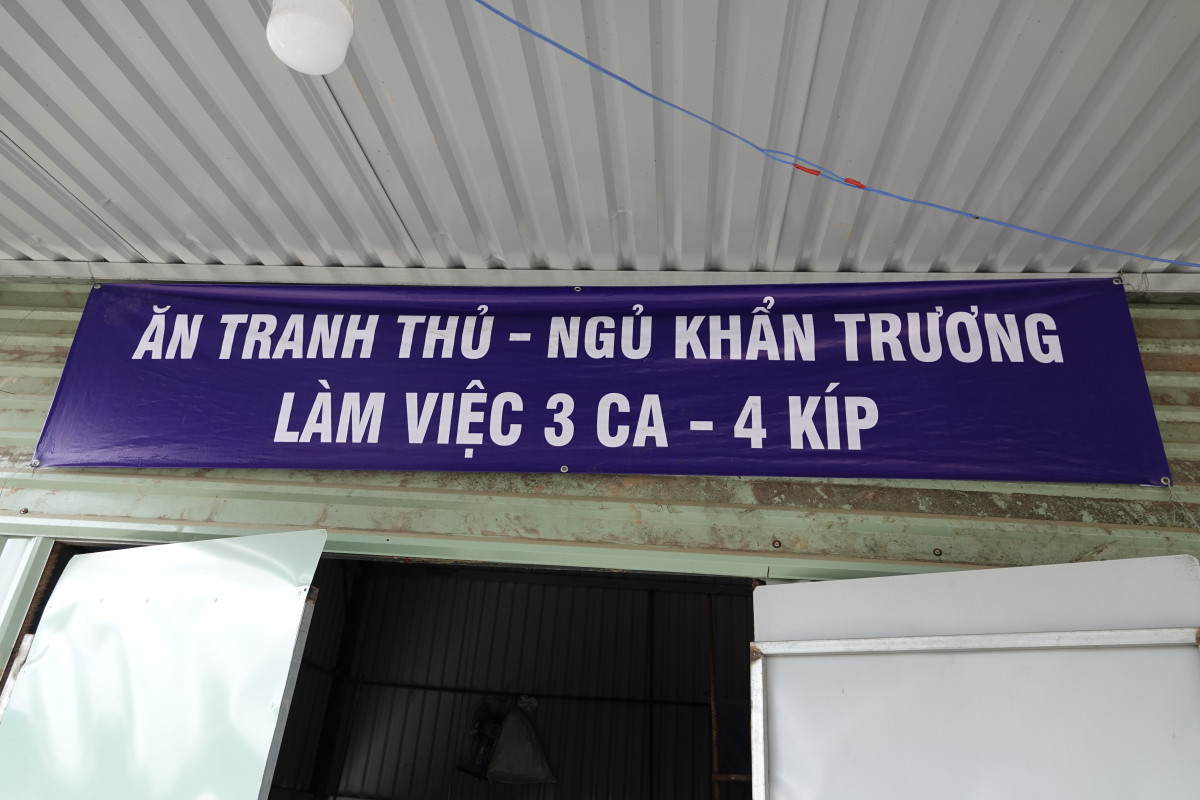 ĂN TRANH THỦ - NGỦ KHẨN TRƯƠNG
LÀM VIỆC 3 CA - 4 KÍP